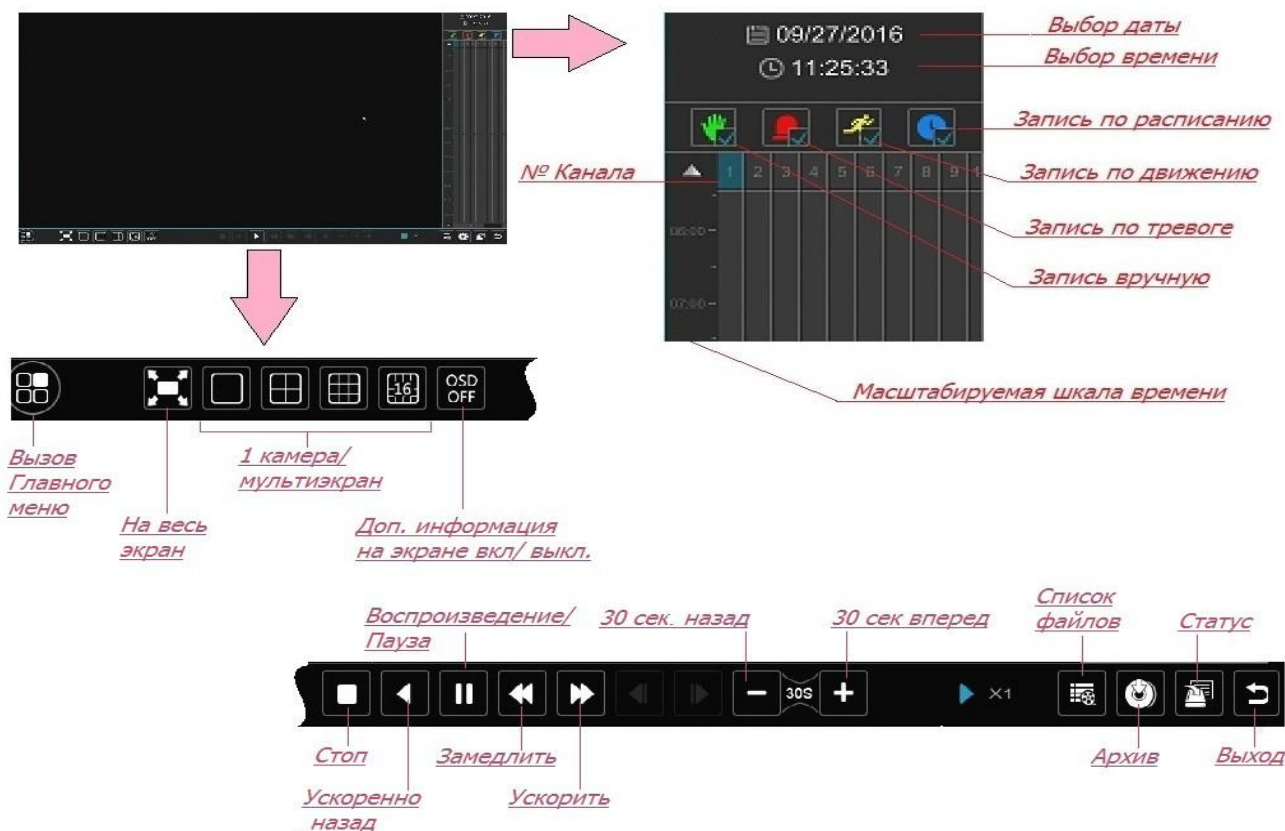 09/27/2016
Выбор даты
11:25:33
Выбор времени
Запись по расписанию
№ Канала
1 2 3 4 5 6 7 8 9 1
Запись по движению
06:00
Запись по тревоге
Запись вручную
07:00
Масштабируемая шкала времени
16
OSD
OFF
Вызов
Главного
меню
1 камера/
мультиэкран
На весь
экран
Доп. информация
на экране вкл/ выкл.
Воспроизведение/
Пауза
30 сек. назад
30 сек вперед
Список
файлов
Статус
30S
X1
Стоп
Замедлить
Архив
Выход
Ускоренно
назад
Ускорить